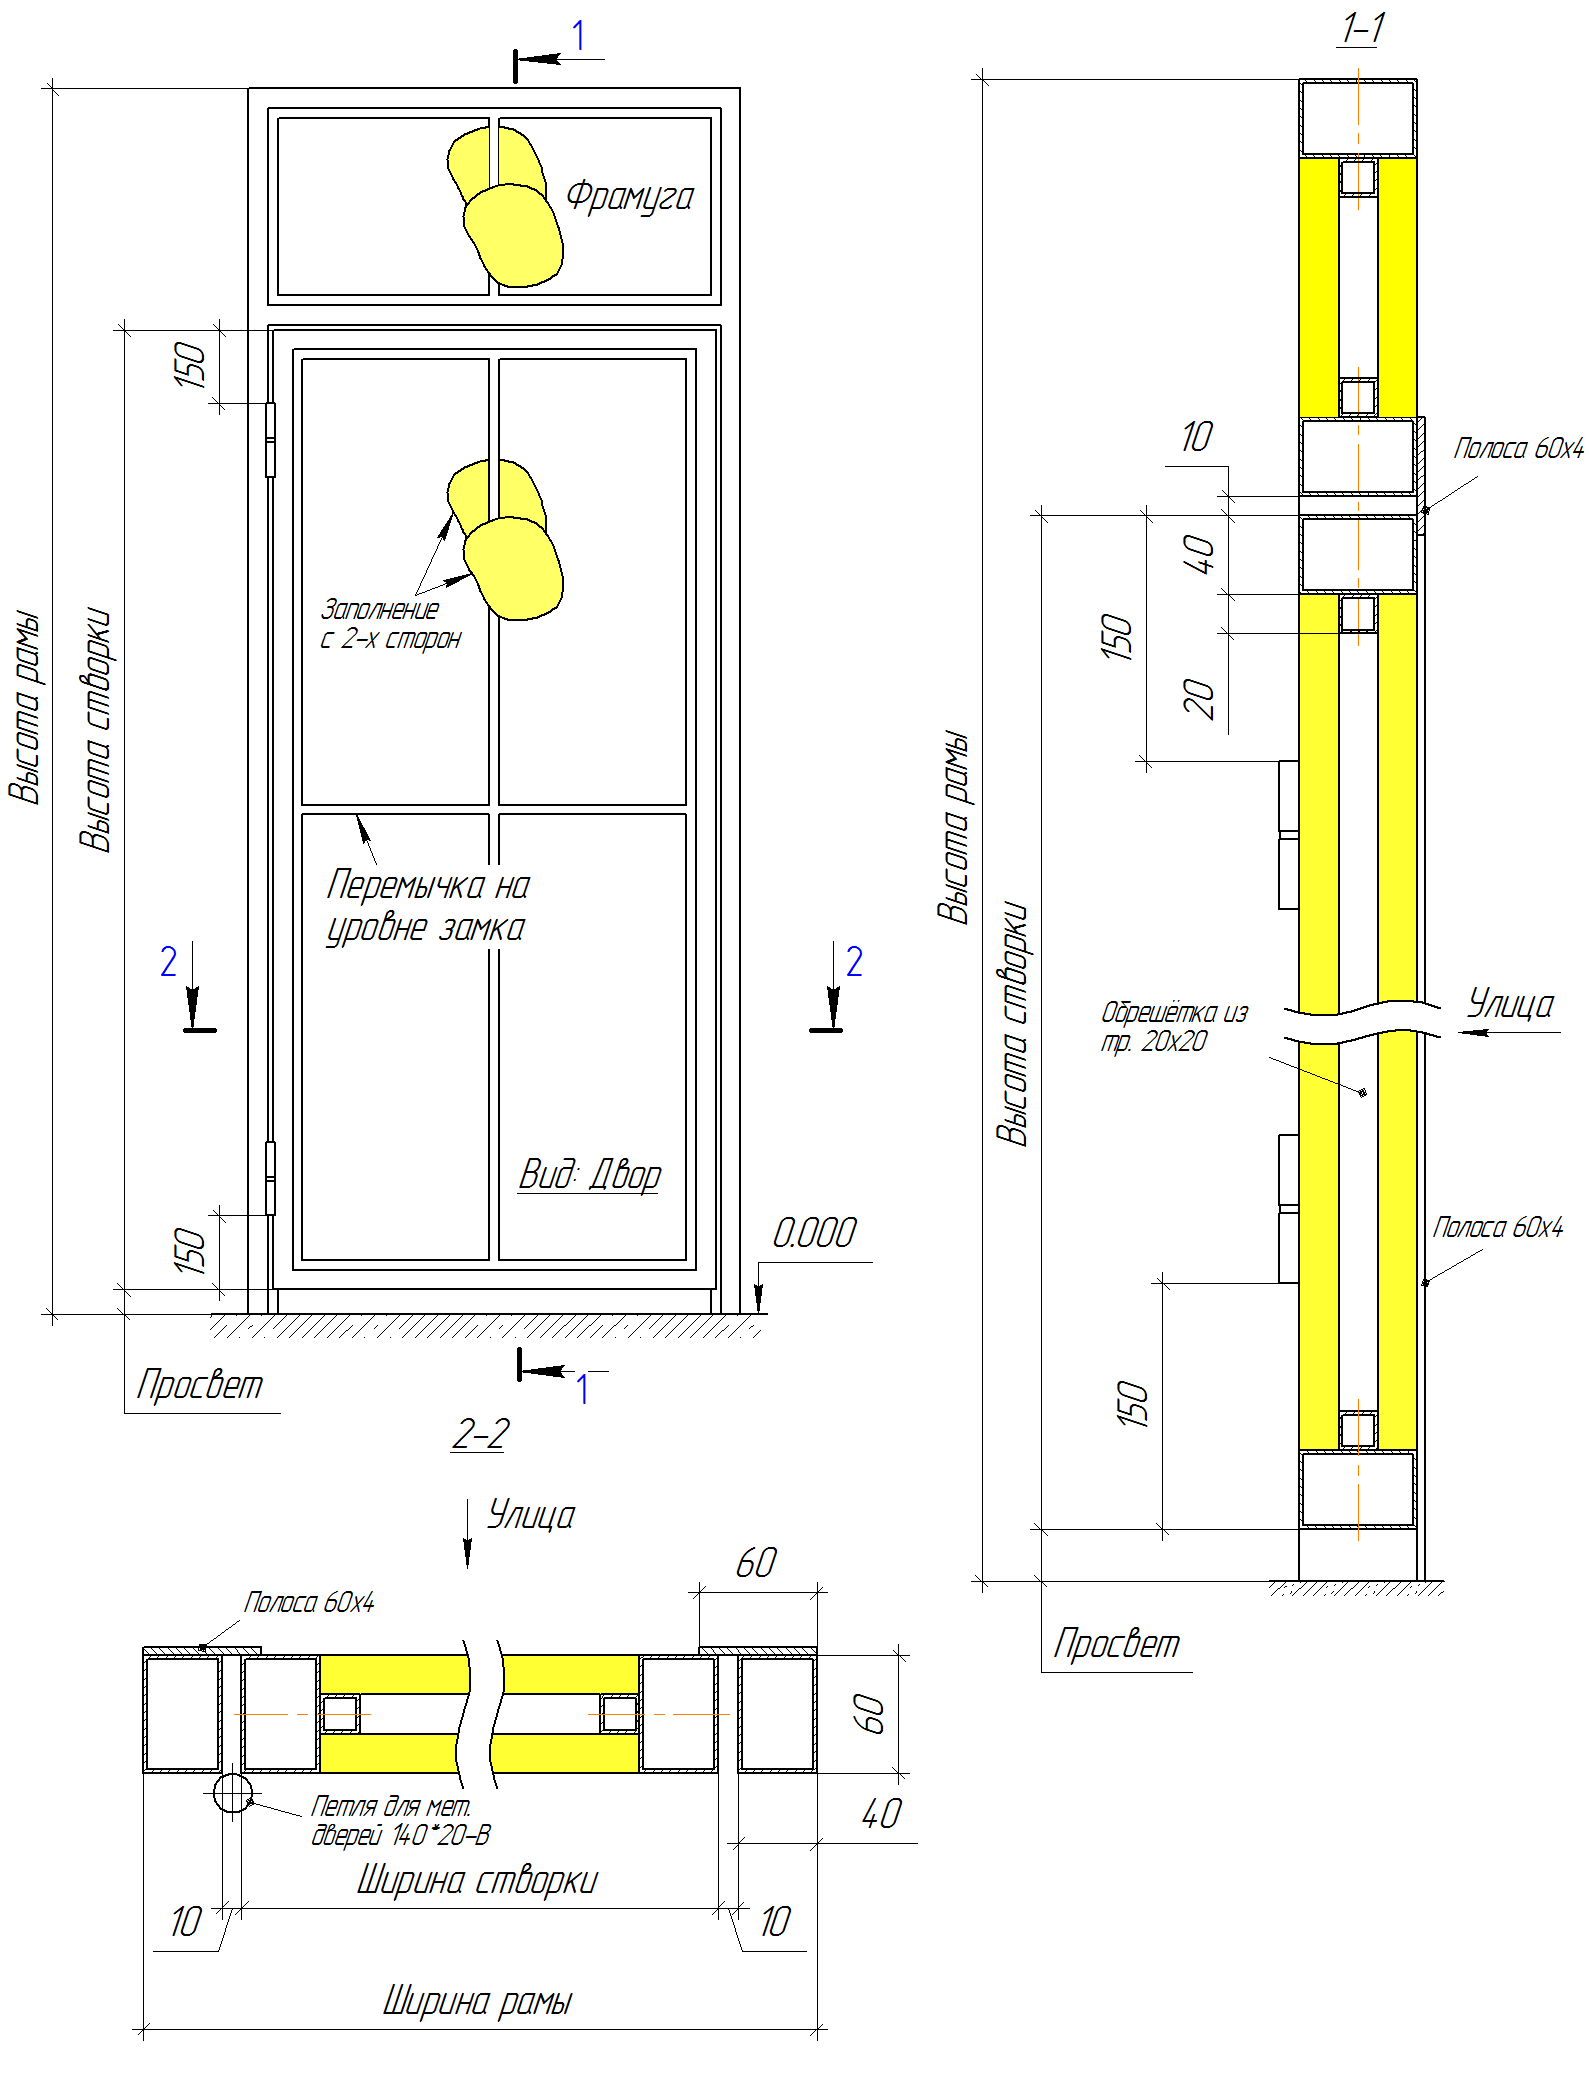 1
Фрамуга
150
Заполнение
с 2-х сторон
Высота рамы
Высота створки
Перемычка на
уровне замка
2
2
Вид: Двор
150
0.000
Просвет
1
1-1
10
Полоса 60х4
40
150
20
Высота рамы
Высота створки
Обрешётка из
тр. 20х20
Улица
Полоса 60х4
150
Просвет
2-2
Улица
60
Полоса 60х4
60
Петля для мет.
дверей 140*20-В
40
Ширина створки
10
10
Ширина рамы